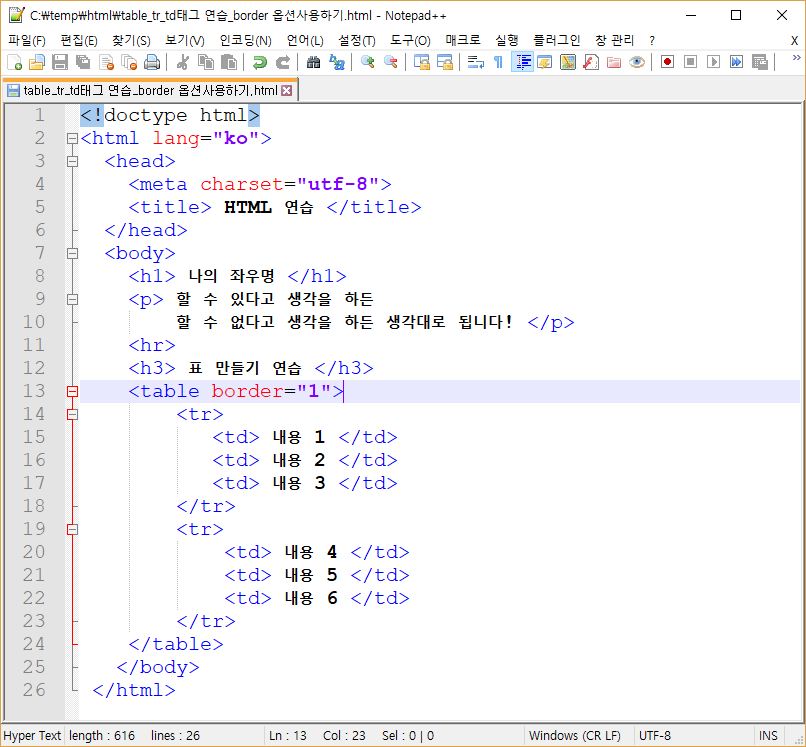 C:₩temp₩html₩table_tr_td태그 연습_border 옵션사용하기.html - Notepad++
파일(F) 편집(E) 찾기(S) 보기(V) 인코딩(N) 언어(L) 설정(T) 도구(O) 매크로 실행 플러그인 창 관리 ? X
table_tr_td태그 연습_border 옵션사용하기.html
1 <!doctype html>
2 <html lang="ko">
3 <head>
4 <meta charset="utf-8">
5 <title> HTML 연습 </title>
6 </head>
7 <body>
8 <h1> 나의 좌우명 </h1>
9 <p> 할 수 있다고 생각을 하든
10 할 수 없다고 생각을 하든 생각대로 됩니다! </p>
11 <hr>
12 <h3> 표 만들기 연습 </h3>
13 <table border="1">
14 <tr>
15 <td> 내용 1 </td>
16 <td> 내용 2 </td>
17 <td> 내용 3 </td>
18 </tr>
19 <tr>
20 <td> 내용 4 </td>
21 <td> 내용 5 </td>
22 <td> 내용 6 </td>
23 </tr>
24 </table>
25 </body>
26 </html>
Hyper Text length : 616 lines : 26 Ln : 13 Col : 23 Sel : 0 | 0 Windows (CR LF) UTF-8 INS